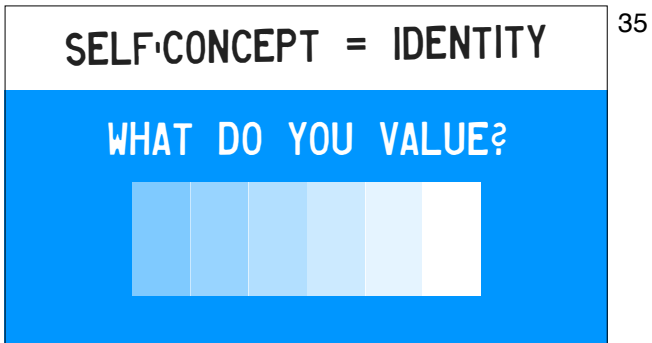 SELF-CONCEPT = IDENTITY
35
WHAT DO YOU VALUE?